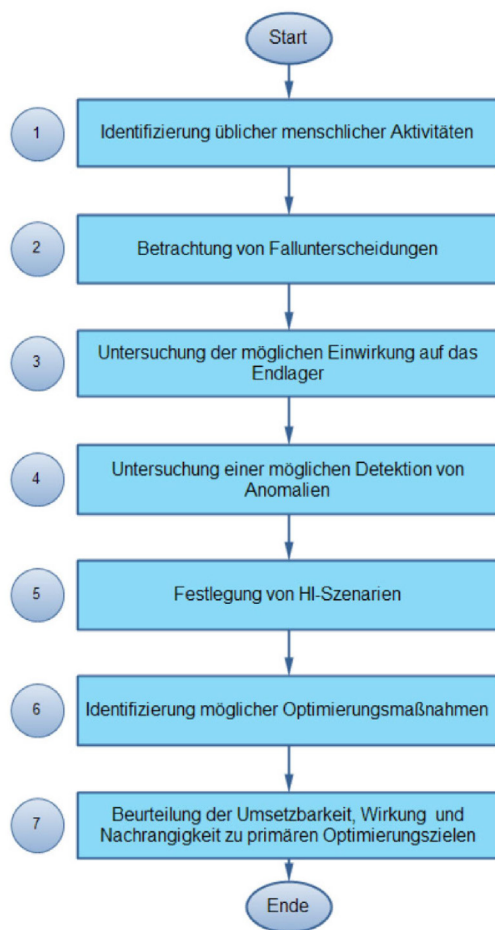 Start
1
Identifizierung üblicher menschlicher Aktivitäten
2
Betrachtung von Fallunterscheidungen
3
Untersuchung der möglichen Einwirkung auf das
Endlager
4
Untersuchung einer möglichen Detektion von
Anomalien
5
Festlegung von HI-Szenarien
6
Identifizierung möglicher Optimierungsmaßnahmen
7
Beurteilung der Umsetzbarkeit, Wirkung und
Nachrangigkeit zu primären Optimierungszielen
Ende